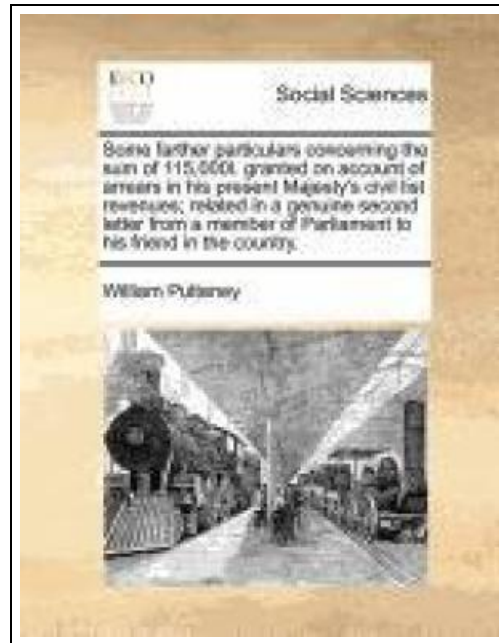 ECCO
Social Sciences
Some farther particulars concerning the
sum of 115,000l. granted on account of
arrears in his present Majesty's civil list
revenues; related in a genuine second
letter from a member of Parliament to
his friend in the country.
William Pulteney